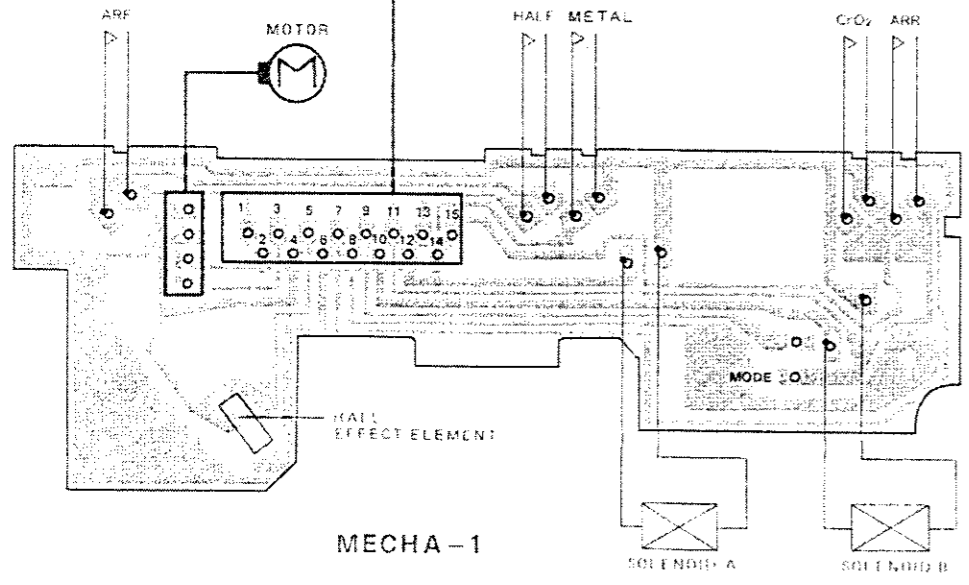 ARF
HALF METAL
CrO₂ ARR
MOTOR
M
1 3 5 7 9 11 13 15
2 4 6 8 10 12 14
MODE
HALL
EFFECT ELEMENT
MECHA-1
SOLENOID A
SOLENOID B